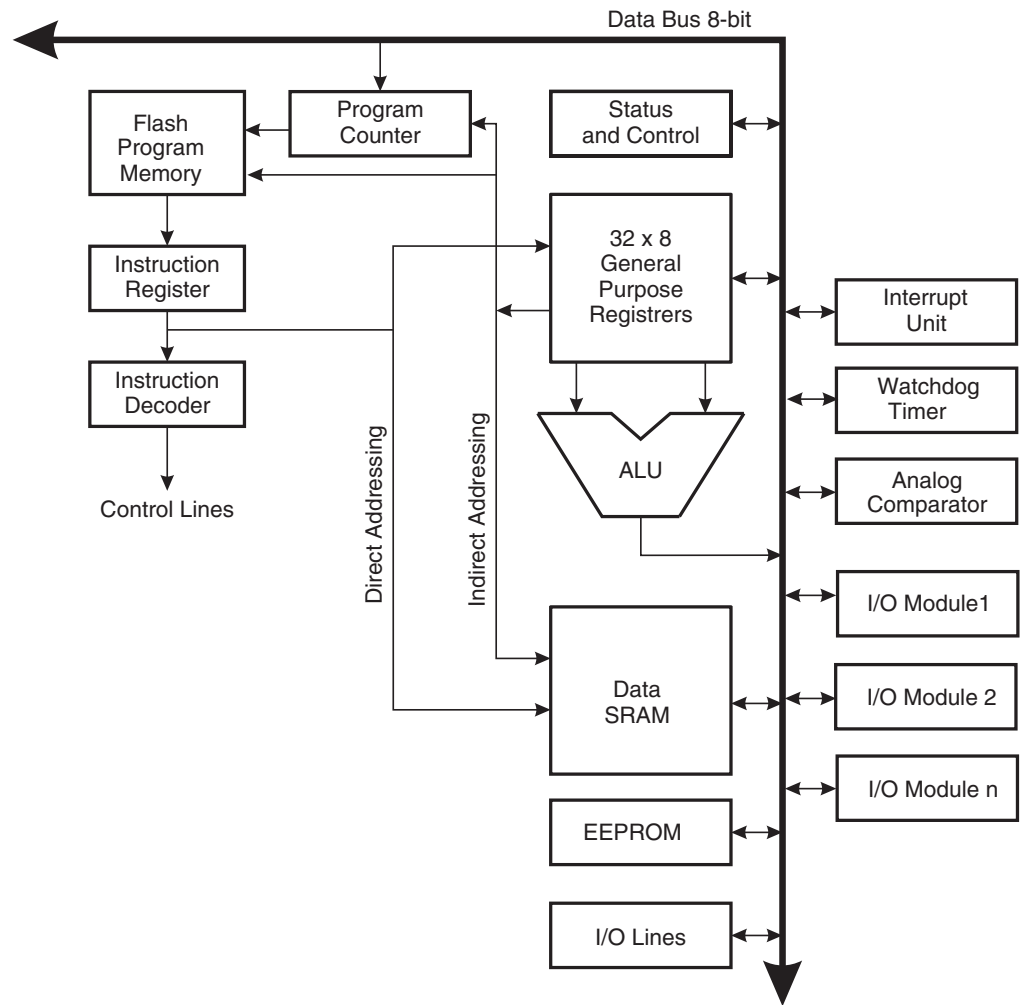 Data Bus 8-bit
Flash
Program
Memory
Program
Counter
Status
and Control
32 x 8
General
Purpose
Registrers
Instruction
Register
Instruction
Decoder
Control Lines
Direct Addressing
Indirect Addressing
ALU
Interrupt
Unit
Watchdog
Timer
Analog
Comparator
I/O Module1
Data
SRAM
I/O Module 2
I/O Module n
EEPROM
I/O Lines